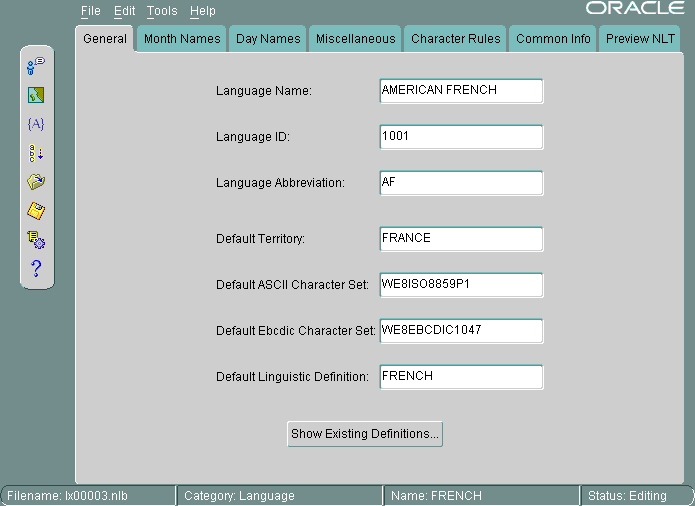 File Edit Tools Help
ORACLE
General Month Names Day Names Miscellaneous Character Rules Common Info Preview NLT
Language Name: AMERICAN FRENCH
Language ID: 1001
Language Abbreviation: AF
Default Territory: FRANCE
Default ASCII Character Set: WE8ISO8859P1
Default Ebcdic Character Set: WE8EBCDIC1047
Default Linguistic Definition: FRENCH
Show Existing Definitions...
{A}
?
Filename: lx00003.nlb Category: Language Name: FRENCH Status: Editing